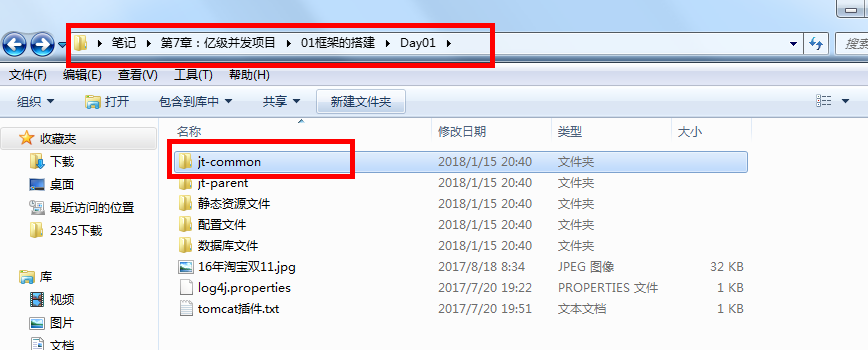 笔记 第7章：亿级并发项目 01框架的搭建 Day01 搜索
文件(F) 编辑(E) 查看(V) 工具(T) 帮助(H)
组织 打开 包含到库中 共享 新建文件夹
收藏夹
下载
桌面
最近访问的位置
2345下载
库
视频
图片
文档
名称 修改日期 类型 大小
jt-common 2018/1/15 20:40 文件夹
jt-parent 2018/1/15 20:40 文件夹
静态资源文件 2018/1/15 20:40 文件夹
配置文件 2018/1/15 20:40 文件夹
数据库文件 2018/1/15 20:40 文件夹
16年淘宝双11.jpg 2017/8/18 8:34 JPEG 图像 32 KB
log4j.properties 2017/7/20 19:22 PROPERTIES 文件 1 KB
tomcat插件.txt 2017/7/20 19:51 文本文档 1 KB